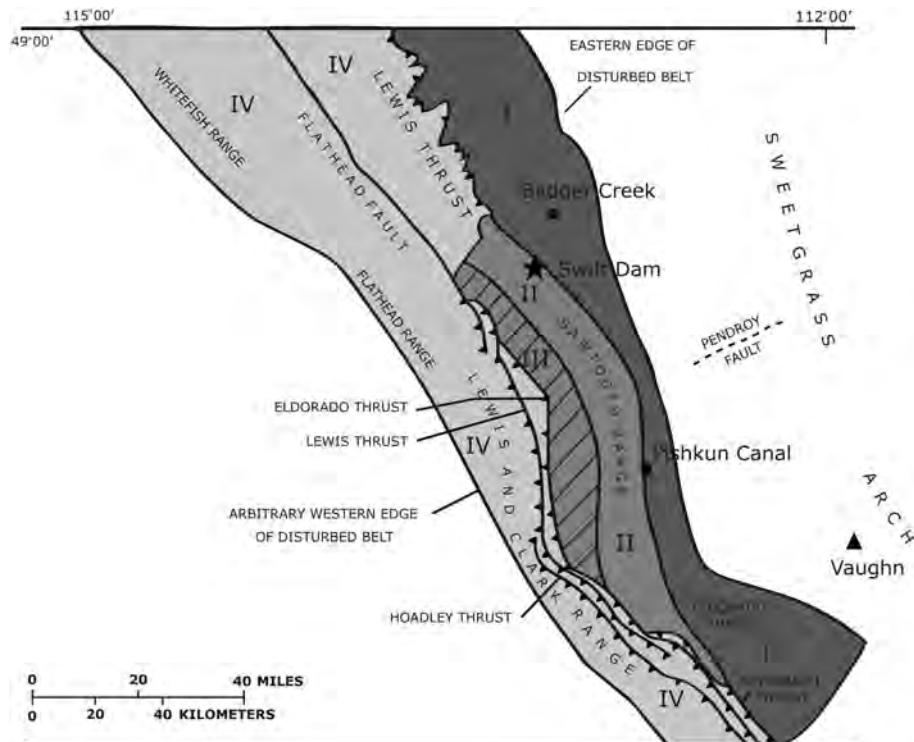 115°00'
112°00'
49°00'
EASTERN EDGE OF
DISTURBED BELT
IV
IV
I
WHITEFISH RANGE
LEWIS THRUST
FLATHEAD FAULT
SWEETGRASS
Badger Creek
Swift Dam
II
FLATHEAD RANGE
SAWTOOTH RANGE
PENDROY
FAULT
III
ELDORADO THRUST
LEWIS THRUST
LEWIS AND CLARK RANGE
IV
Pishkun Canal
ARCH
ARBITRARY WESTERN EDGE
OF DISTURBED BELT
II
Vaughn
HOADLEY THRUST
I
IV
0 20 40 MILES
0 20 40 KILOMETERS